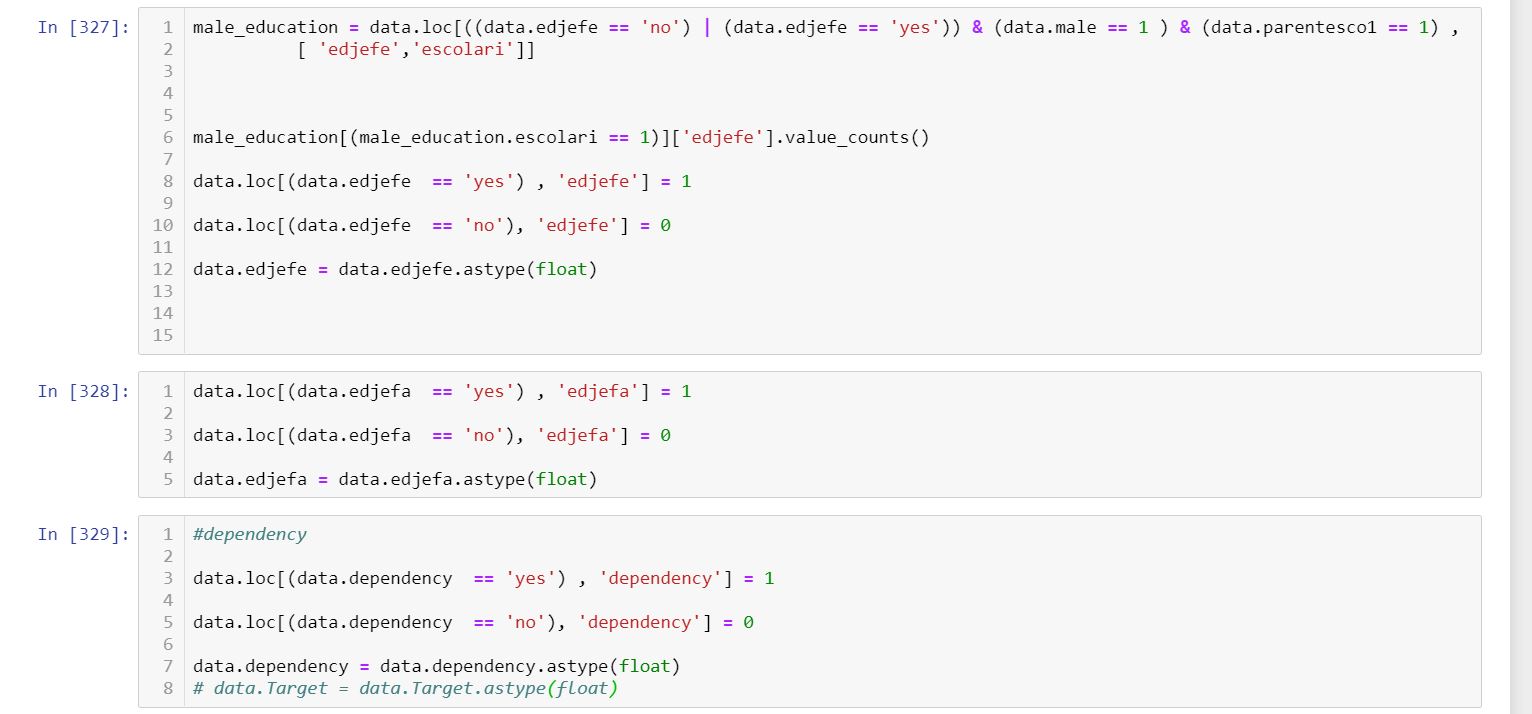 In [327]:
1 male_education = data.loc[((data.edjefe == 'no') | (data.edjefe == 'yes')) & (data.male == 1 ) & (data.parentesco1 == 1) ,
2           [ 'edjefe','escolari']]
3
4
5
6 male_education[(male_education.escolari == 1)]['edjefe'].value_counts()
7
8 data.loc[(data.edjefe  == 'yes') , 'edjefe'] = 1
9
10 data.loc[(data.edjefe  == 'no'), 'edjefe'] = 0
11
12 data.edjefe = data.edjefe.astype(float)
13
14
15
In [328]:
1 data.loc[(data.edjefa  == 'yes') , 'edjefa'] = 1
2
3 data.loc[(data.edjefa  == 'no'), 'edjefa'] = 0
4
5 data.edjefa = data.edjefa.astype(float)
In [329]:
1 #dependency
2
3 data.loc[(data.dependency  == 'yes') , 'dependency'] = 1
4
5 data.loc[(data.dependency  == 'no'), 'dependency'] = 0
6
7 data.dependency = data.dependency.astype(float)
8 # data.Target = data.Target.astype(float)